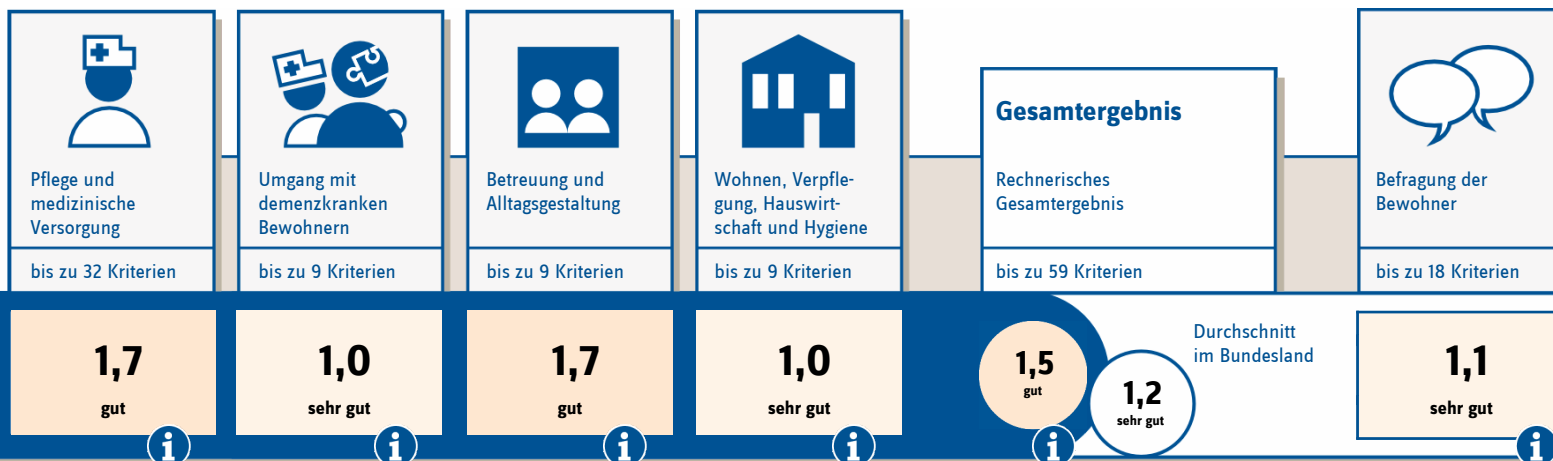 Pflege und
medizinische
Versorgung
bis zu 32 Kriterien
1,7
gut
i
Umgang mit
demenzkranken
Bewohnern
bis zu 9 Kriterien
1,0
sehr gut
i
Betreuung und
Alltagsgestaltung
bis zu 9 Kriterien
1,7
gut
i
Wohnen, Verpfle-
gung, Hauswirt-
schaft und Hygiene
bis zu 9 Kriterien
1,0
sehr gut
i
Gesamtergebnis
Rechnerisches
Gesamtergebnis
bis zu 59 Kriterien
1,5
gut
i
1,2
sehr gut
Durchschnitt
im Bundesland
Befragung der
Bewohner
bis zu 18 Kriterien
1,1
sehr gut
i